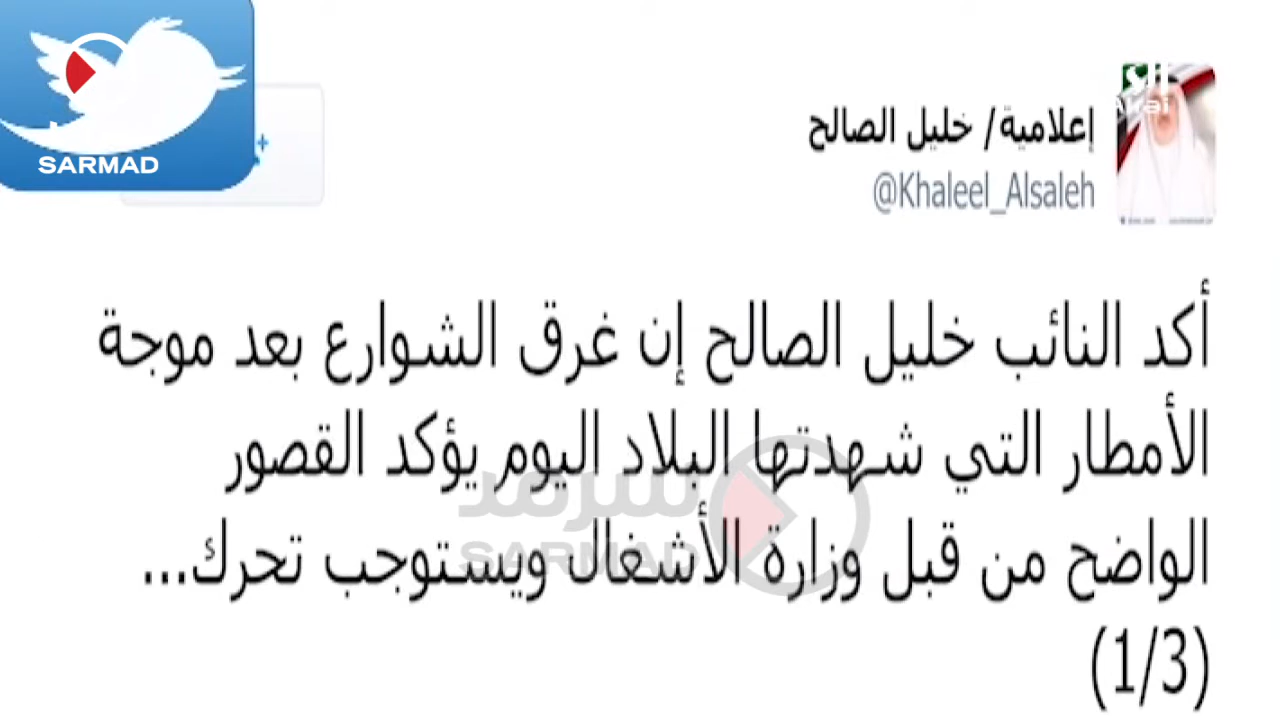 SARMAD
إعلامية/ خليل الصالح
@Khaleel_Alsaleh
أكد النائب خليل الصالح إن غرق الشوارع بعد موجة
الأمطار التي شهدتها البلاد اليوم يؤكد القصور
الواضح من قبل وزارة الأشغال ويستوجب تحرك...
(1/3)
سرمد
SARMAD